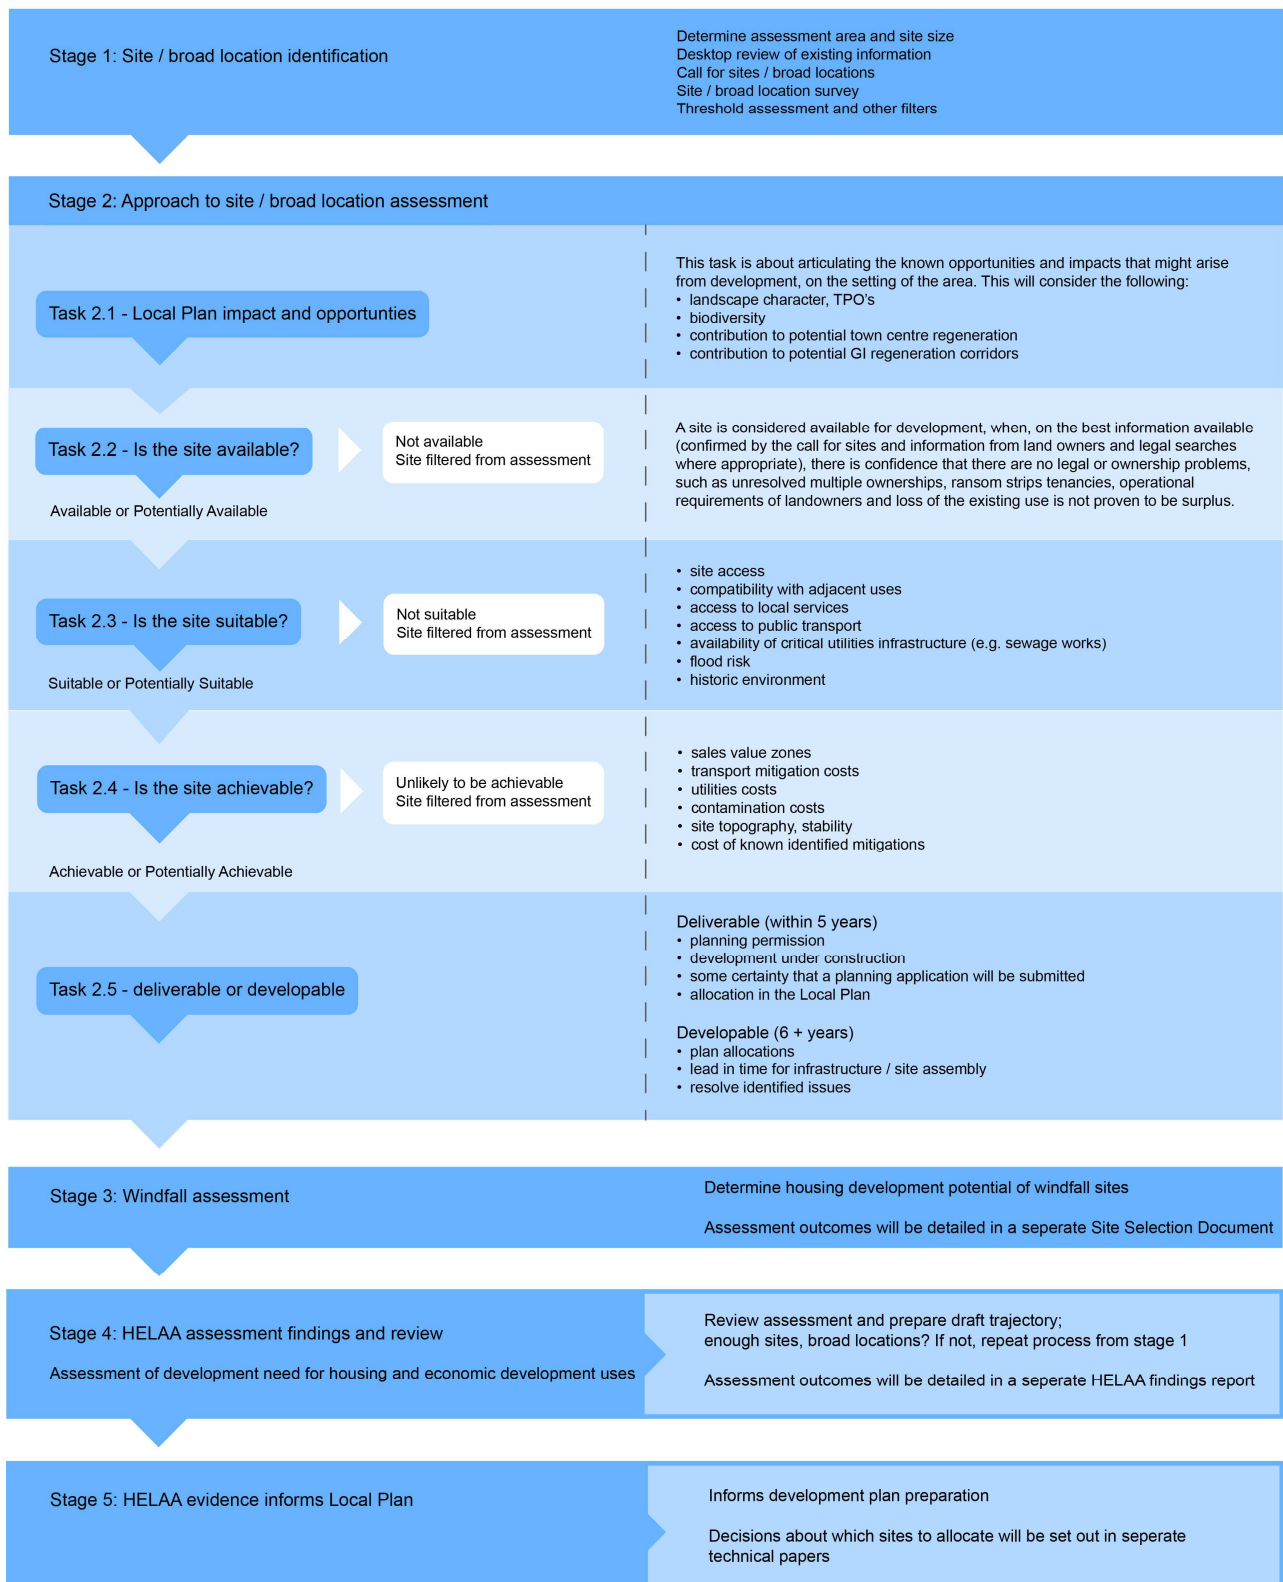 Stage 1: Site / broad location identification
Determine assessment area and site size
Desktop review of existing information
Call for sites / broad locations
Site / broad location survey
Threshold assessment and other filters
Stage 2: Approach to site / broad location assessment
Task 2.1 - Local Plan impact and opportunties
This task is about articulating the known opportunities and impacts that might arise
from development, on the setting of the area. This will consider the following:
• landscape character, TPO's
• biodiversity
• contribution to potential town centre regeneration
• contribution to potential GI regeneration corridors
Task 2.2 - Is the site available?
Not available
Site filtered from assessment
Available or Potentially Available
A site is considered available for development, when, on the best information available
(confirmed by the call for sites and information from land owners and legal searches
where appropriate), there is confidence that there are no legal or ownership problems,
such as unresolved multiple ownerships, ransom strips tenancies, operational
requirements of landowners and loss of the existing use is not proven to be surplus.
Task 2.3 - Is the site suitable?
Not suitable
Site filtered from assessment
Suitable or Potentially Suitable
• site access
• compatibility with adjacent uses
• access to local services
• access to public transport
• availability of critical utilities infrastructure (e.g. sewage works)
• flood risk
• historic environment
Task 2.4 - Is the site achievable?
Unlikely to be achievable
Site filtered from assessment
Achievable or Potentially Achievable
• sales value zones
• transport mitigation costs
• utilities costs
• contamination costs
• site topography, stability
• cost of known identified mitigations
Task 2.5 - deliverable or developable
Deliverable (within 5 years)
• planning permission
• development under construction
• some certainty that a planning application will be submitted
• allocation in the Local Plan
Developable (6 + years)
• plan allocations
• lead in time for infrastructure / site assembly
• resolve identified issues
Stage 3: Windfall assessment
Determine housing development potential of windfall sites
Assessment outcomes will be detailed in a seperate Site Selection Document
Stage 4: HELAA assessment findings and review
Assessment of development need for housing and economic development uses
Review assessment and prepare draft trajectory;
enough sites, broad locations? If not, repeat process from stage 1
Assessment outcomes will be detailed in a seperate HELAA findings report
Stage 5: HELAA evidence informs Local Plan
Informs development plan preparation
Decisions about which sites to allocate will be set out in seperate
technical papers